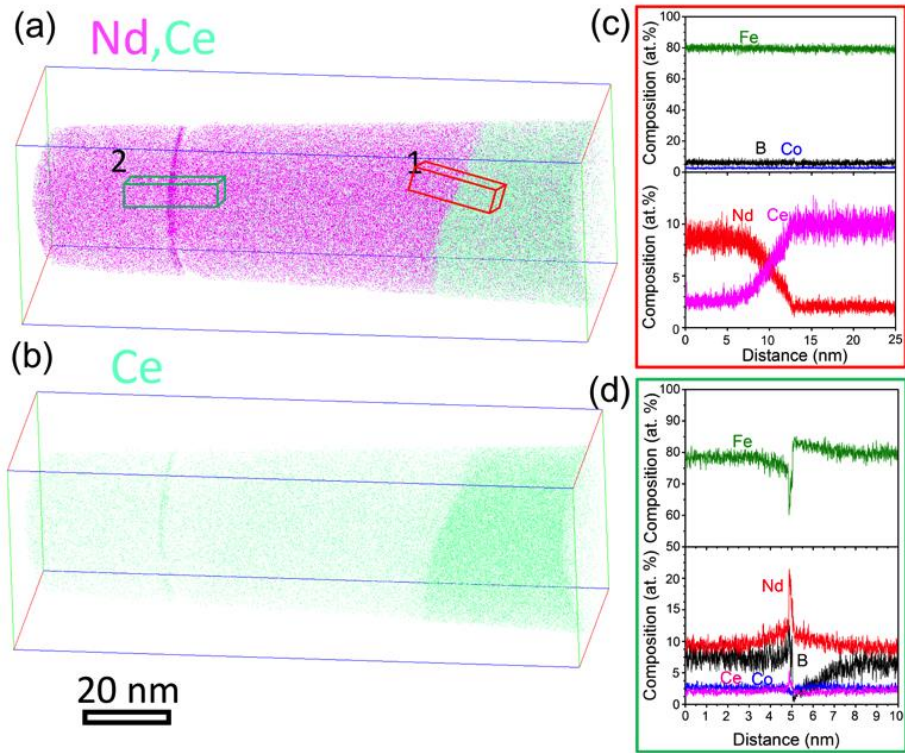 (a)
Nd,Ce
2
1
(b)
Ce
20 nm
(c)
Composition (at.%)
100
80
60
40
20
0
Fe
B
Co
Composition (at.%)
10
5
0
Nd
Ce
0 5 10 15 20 25
Distance (nm)
(d)
Composition (at. %)
100
90
80
70
60
50
Fe
Composition (at. %)
20
15
10
5
0
Nd
B
Ce
Co
0 1 2 3 4 5 6 7 8 9 10
Distance (nm)